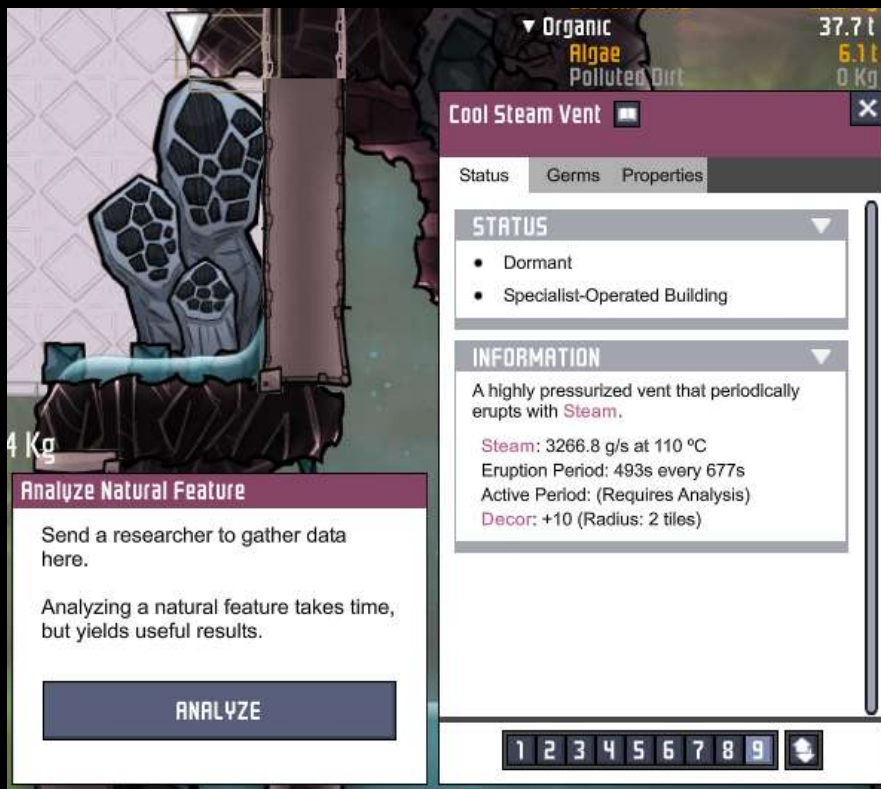 Organic 37.7 t
Algae 6.1 t
Polluted Dirt 0 Kg
Cool Steam Vent
Status Germs Properties
STATUS
• Dormant
• Specialist-Operated Building
INFORMATION
A highly pressurized vent that periodically
erupts with Steam.
Steam: 3266.8 g/s at 110 ºC
Eruption Period: 493s every 677s
Active Period: (Requires Analysis)
Decor: +10 (Radius: 2 tiles)
4 Kg
Analyze Natural Feature
Send a researcher to gather data
here.
Analyzing a natural feature takes time,
but yields useful results.
ANALYZE
1 2 3 4 5 6 7 8 9